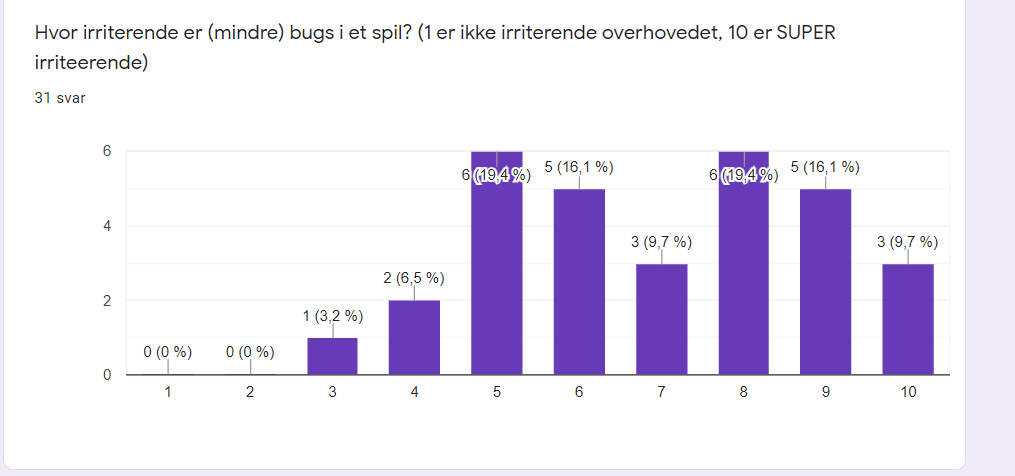 Hvor irriterende er (mindre) bugs i et spil? (1 er ikke irriterende overhovedet, 10 er SUPER
irriteerende)
31 svar
6
4
2
0
0 (0 %)
0 (0 %)
1 (3,2 %)
2 (6,5 %)
6 (19,4 %)
5 (16,1 %)
3 (9,7 %)
6 (19,4 %)
5 (16,1 %)
3 (9,7 %)
1 2 3 4 5 6 7 8 9 10